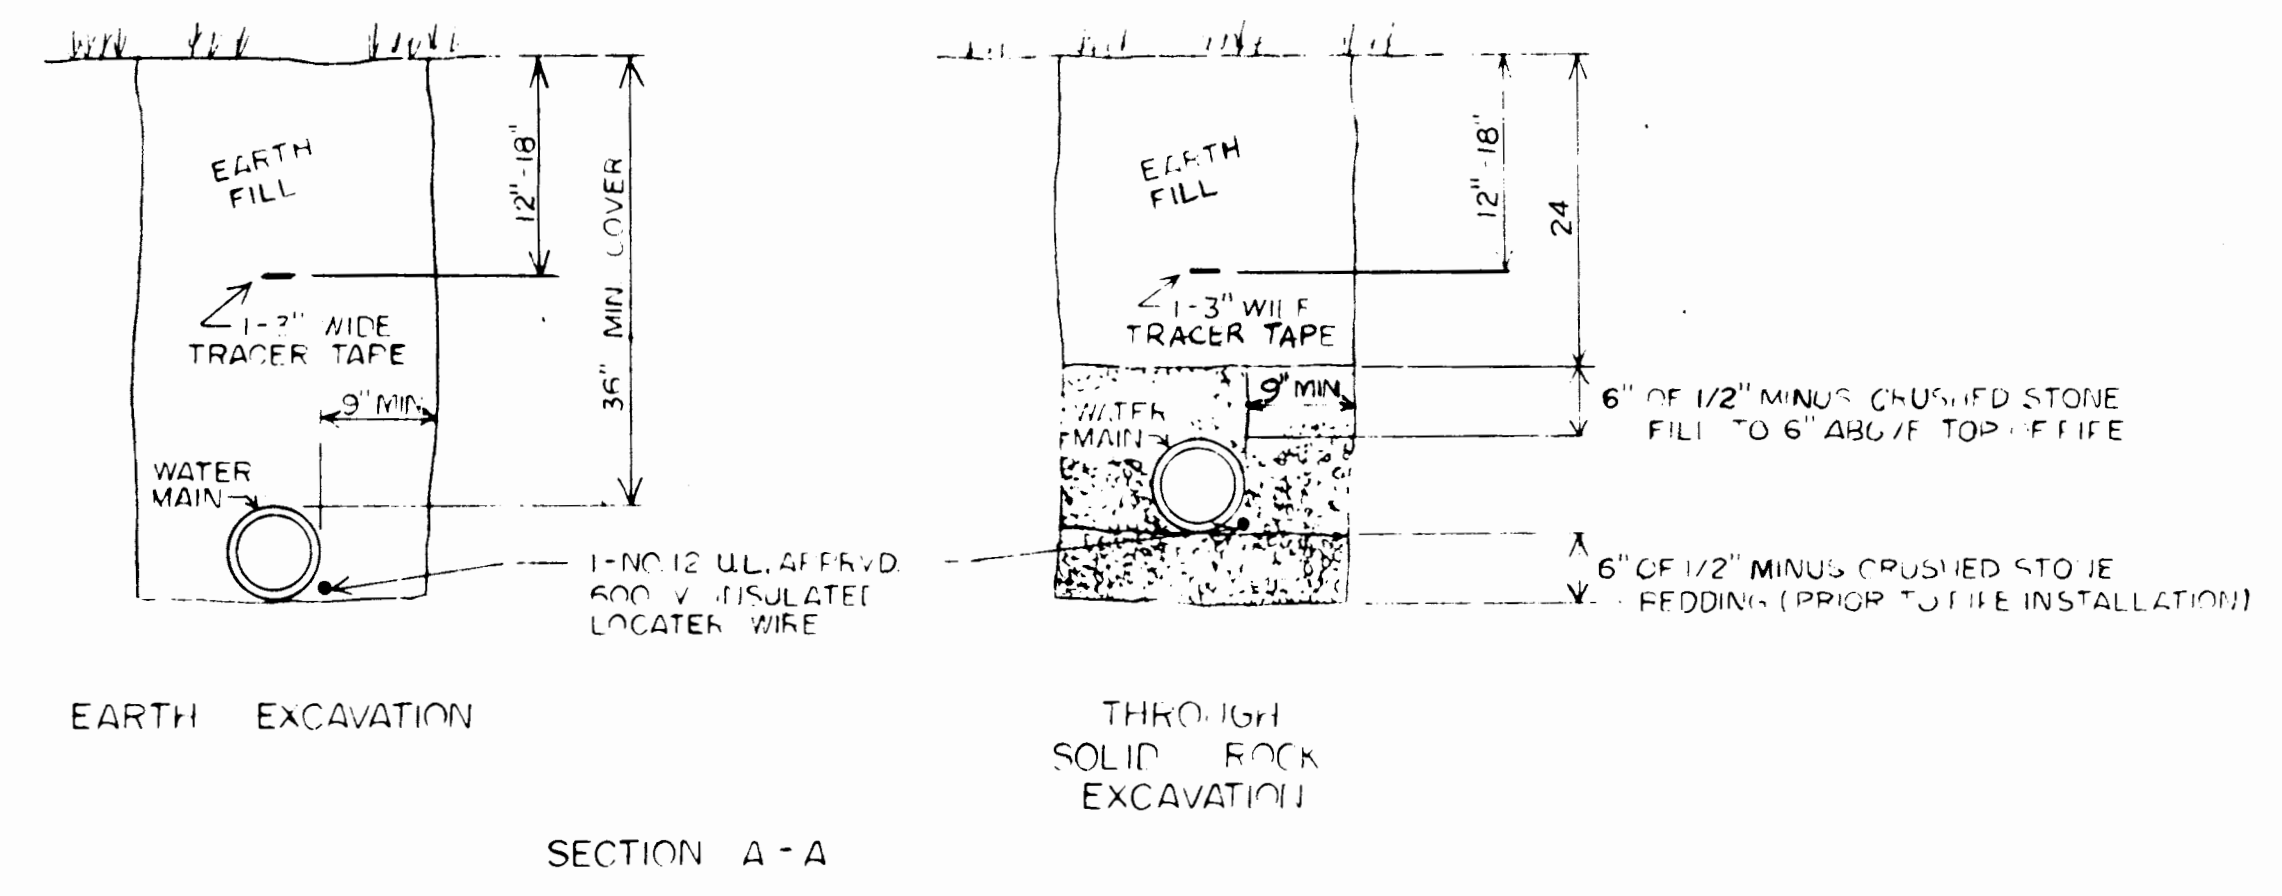 EARTH
FILL
12"-18"
36" MIN COVER
1-3" WIDE
TRACER TAPE
9" MIN.
WATER
MAIN
1-NO. 12 U.L. APPRVD.
600 V INSULATED
LOCATER WIRE
EARTH EXCAVATION
EARTH
FILL
12"-18"
24
1-3" WIDE
TRACER TAPE
9" MIN.
WATER
MAIN
6" OF 1/2" MINUS CRUSHED STONE
FILL TO 6" ABOVE TOP OF PIPE
6" OF 1/2" MINUS CRUSHED STONE
BEDDING (PRIOR TO PIPE INSTALLATION)
THROUGH
SOLID ROCK
EXCAVATION
SECTION A-A